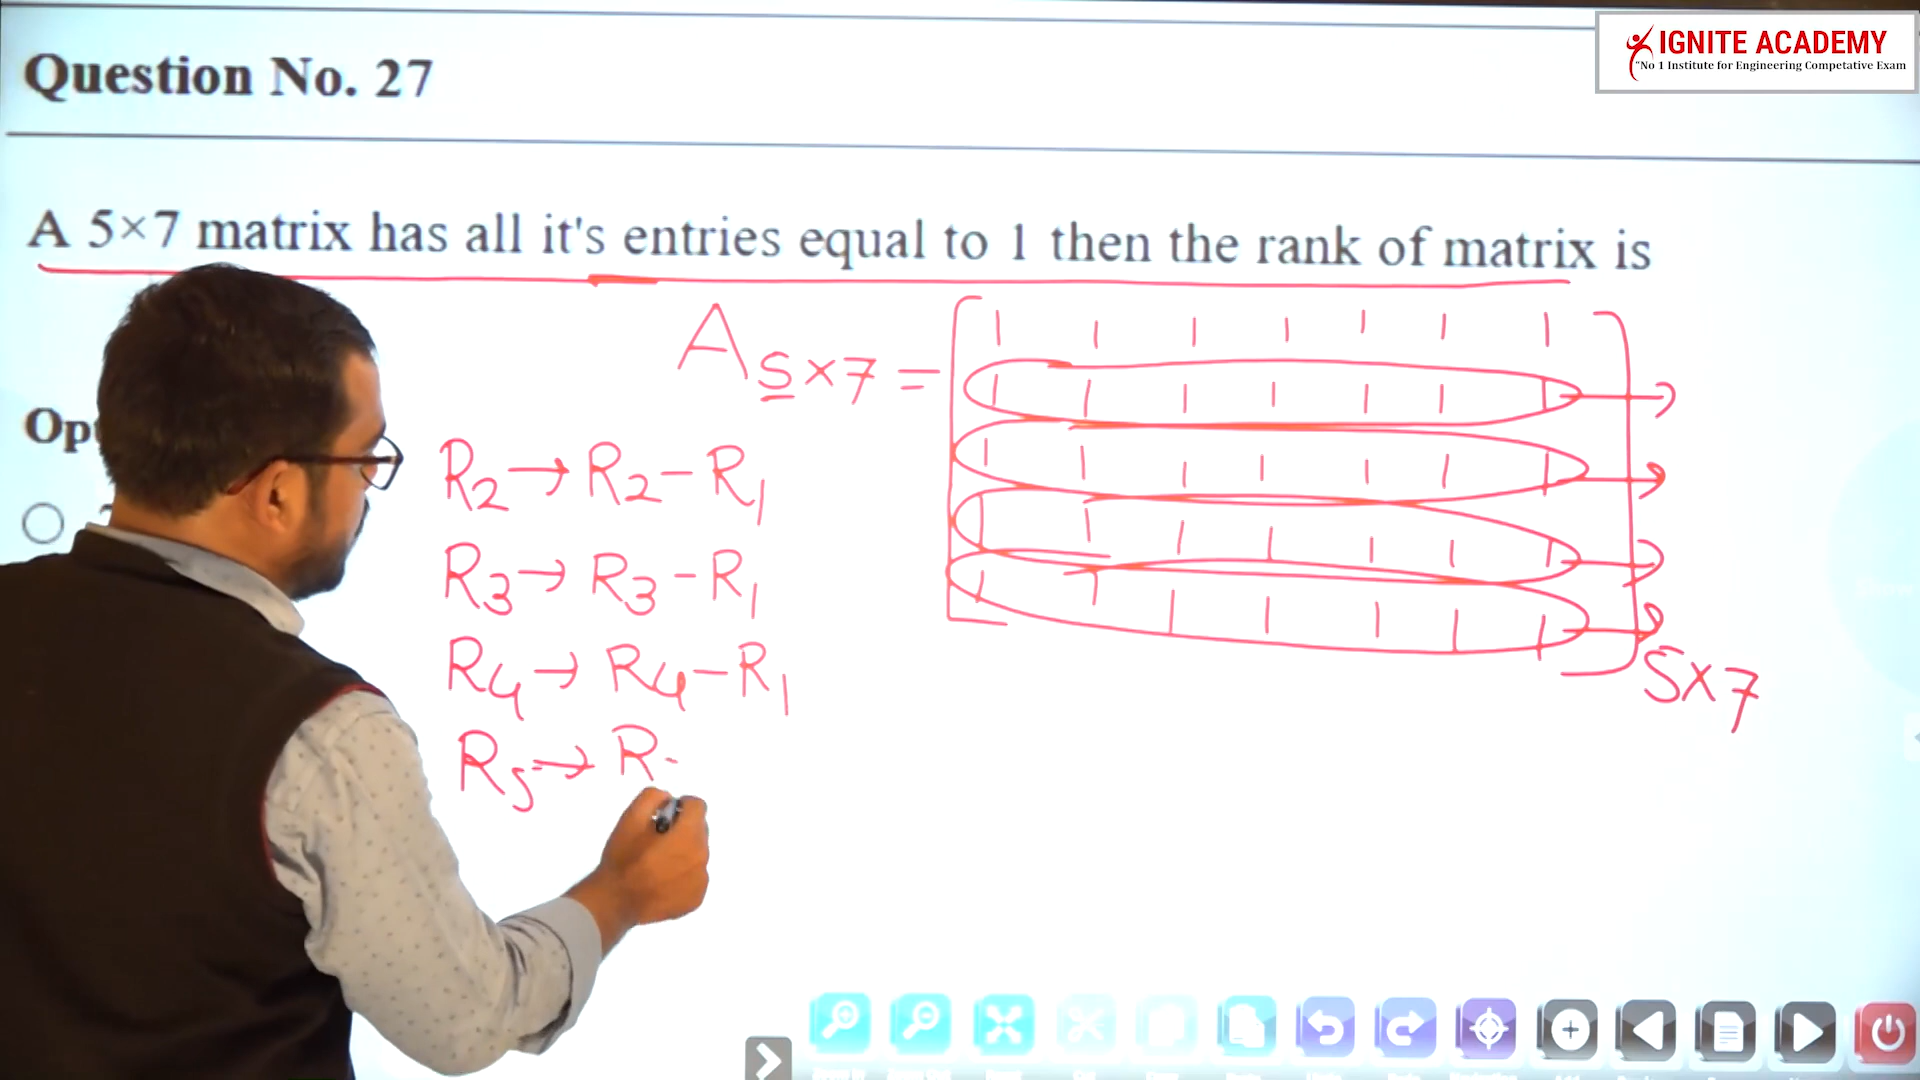 IGNITE ACADEMY
"No 1 Institute for Engineering Competative Exam
Question No. 27
A 5×7 matrix has all it's entries equal to 1 then the rank of matrix is
A 5×7 = [ 1 1 1 1 1 1 1
1 1 1 1 1 1 1
1 1 1 1 1 1 1
1 1 1 1 1 1 1
1 1 1 1 1 1 1 ] 5×7
Opt
R2 → R2 - R1
R3 → R3 - R1
R4 → R4 - R1
R5 → R-